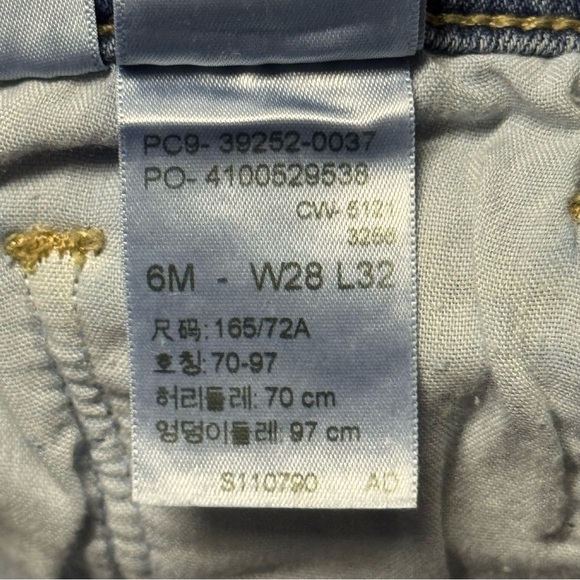 PC9- 39252-0037
PO- 4100529538
CW- 5121
3256
6M - W28 L32
尺码: 165/72A
호칭: 70-97
허리둘레: 70 cm
엉덩이둘레: 97 cm
S110790 AD